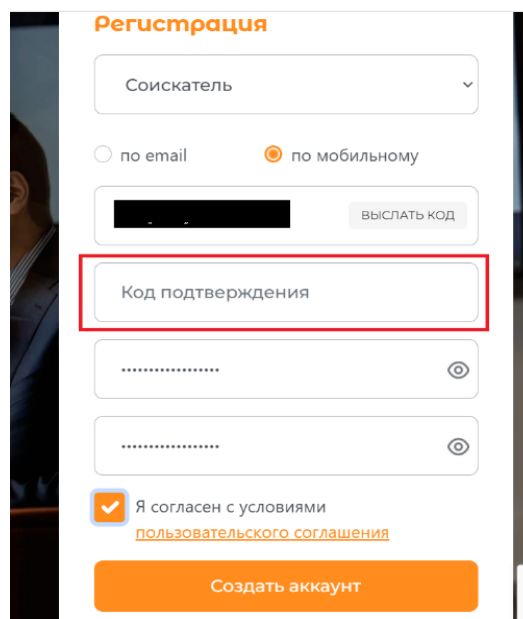 Регистрация
Соискатель
по email по мобильному
ВЫСЛАТЬ КОД
Код подтверждения
Я согласен с условиями
пользовательского соглашения
Создать аккаунт